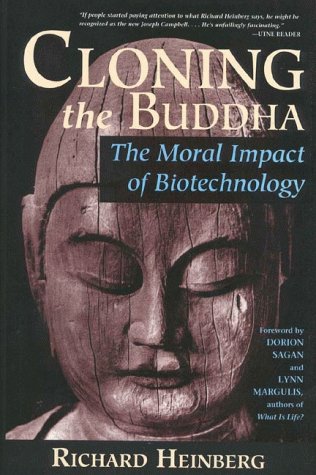 "If people started paying attention to what Richard Heinberg says, he might be
recognized as the new Joseph Campbell. . . . He's unfailingly fascinating."
—UTNE READER
CLONING
the BUDDHA
The Moral Impact
of Biotechnology
Foreword by
DORION
SAGAN
and
LYNN
MARGULIS,
authors of
What Is Life?
RICHARD HEINBERG